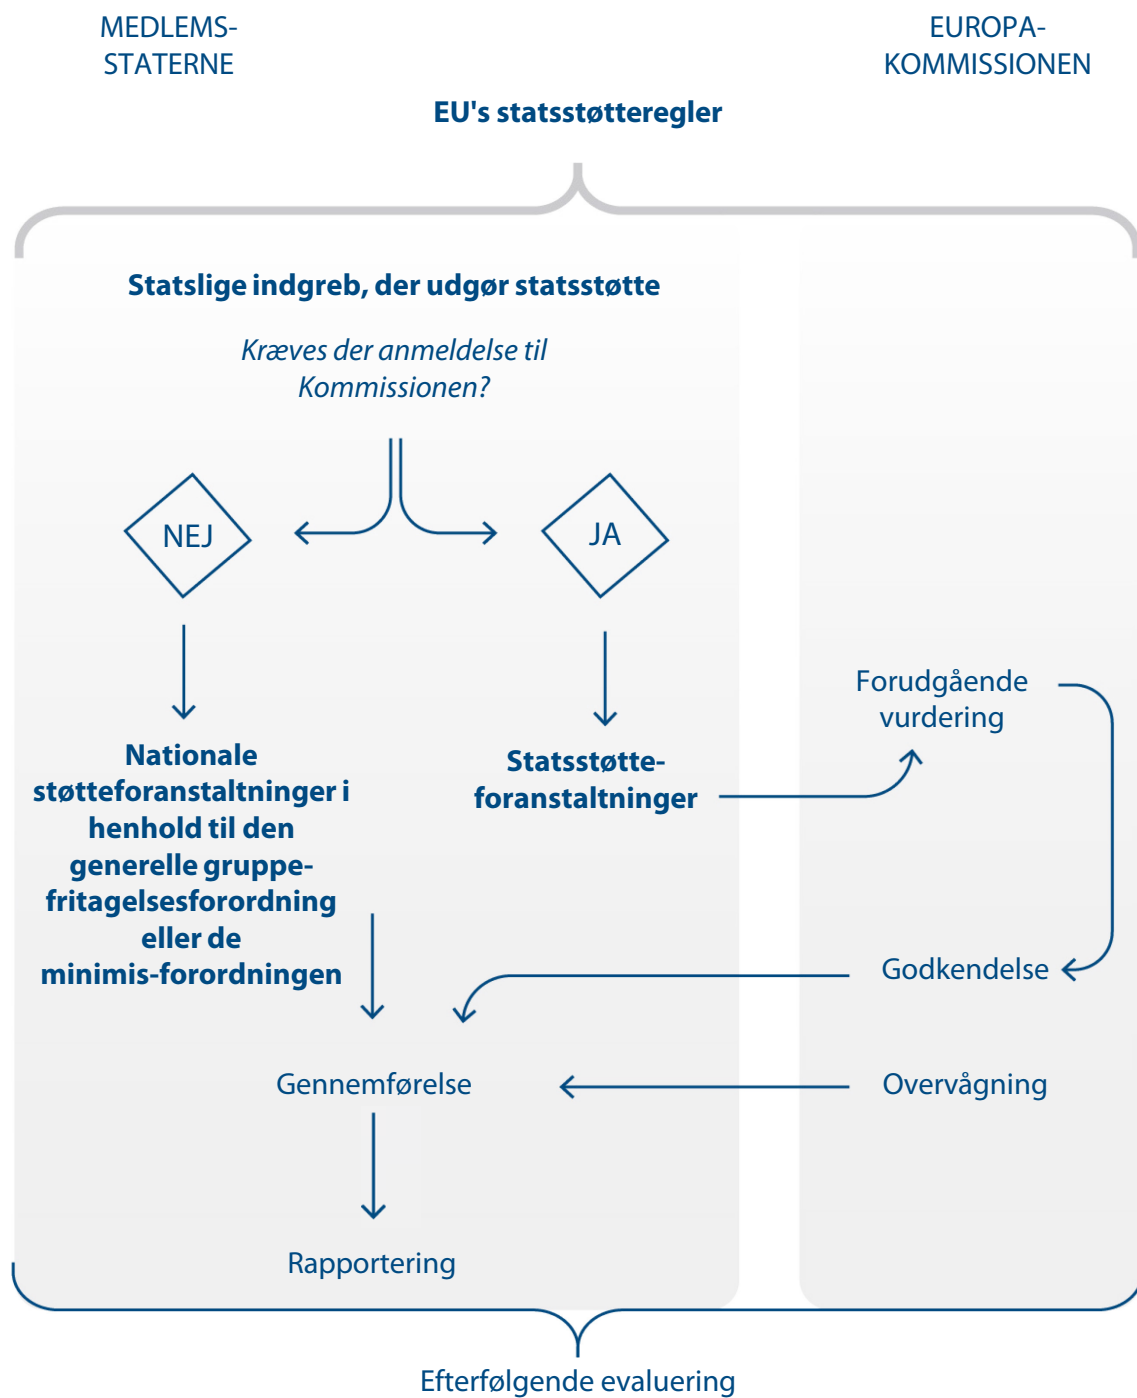 MEDLEMS-
STATERNE
EUROPA-
KOMMISSIONEN
EU's statsstøtteregler
Statslige indgreb, der udgør statsstøtte
Kræves der anmeldelse til
Kommissionen?
NEJ
JA
Nationale
støtteforanstaltninger i
henhold til den
generelle gruppe-
fritagelsesforordning
eller de
minimis-forordningen
Statsstøtte-
foranstaltninger
Forudgående
vurdering
Godkendelse
Gennemførelse
Overvågning
Rapportering
Efterfølgende evaluering